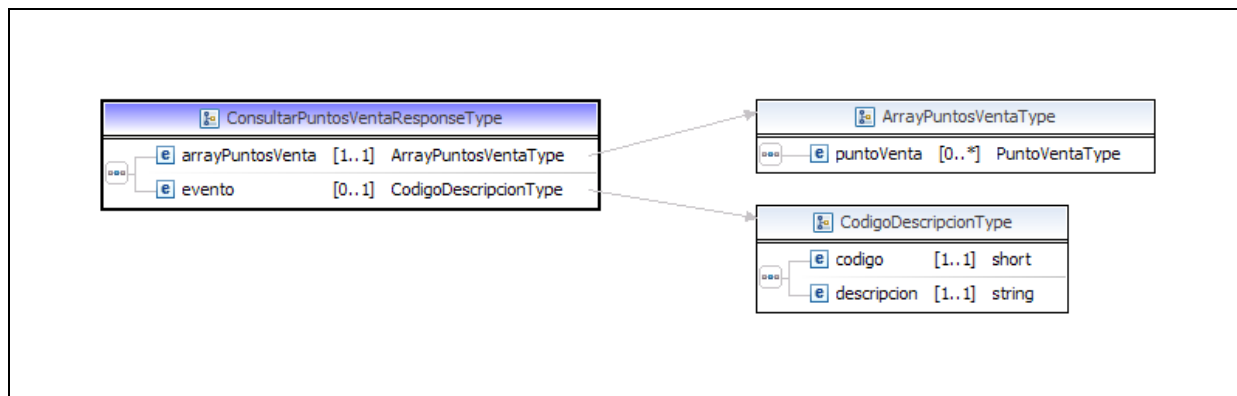 ConsultarPuntosVentaResponseType
e arrayPuntosVenta [1..1] ArrayPuntosVentaType
e evento [0..1] CodigoDescripcionType
ArrayPuntosVentaType
e puntoVenta [0..*] PuntoVentaType
CodigoDescripcionType
e codigo [1..1] short
e descripcion [1..1] string